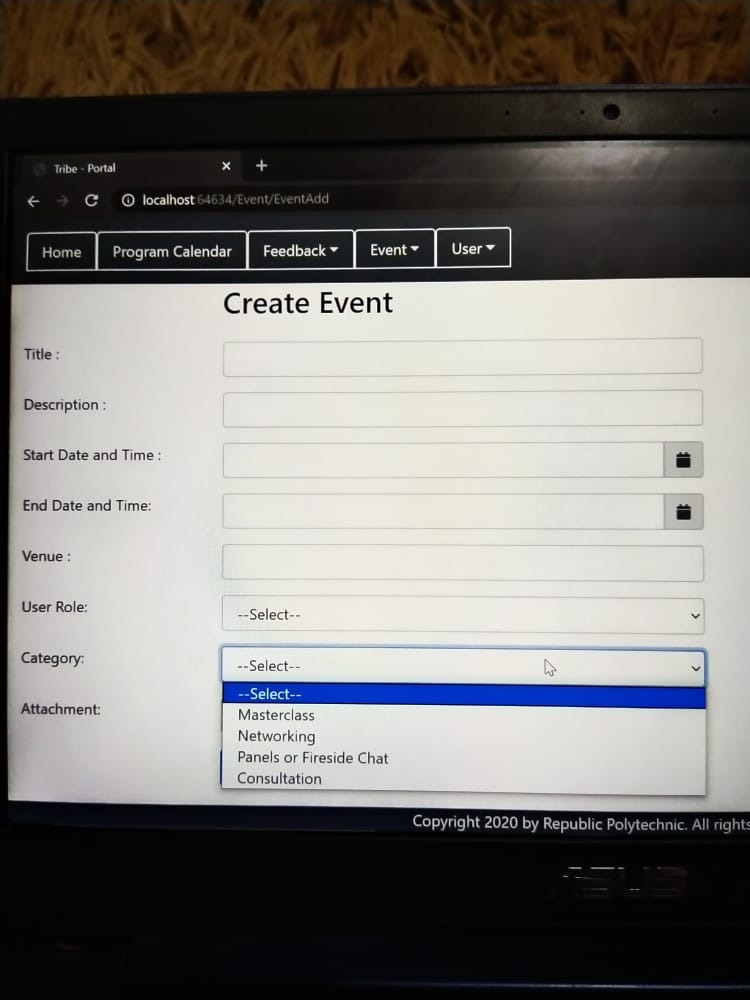 Tribe - Portal
localhost:64634/Event/EventAdd
Home Program Calendar Feedback Event User
Create Event
Title :
Description :
Start Date and Time :
End Date and Time:
Venue :
User Role: --Select--
Category: --Select--
--Select--
Attachment:
Masterclass
Networking
Panels or Fireside Chat
Consultation
Copyright 2020 by Republic Polytechnic. All rights
ASUS